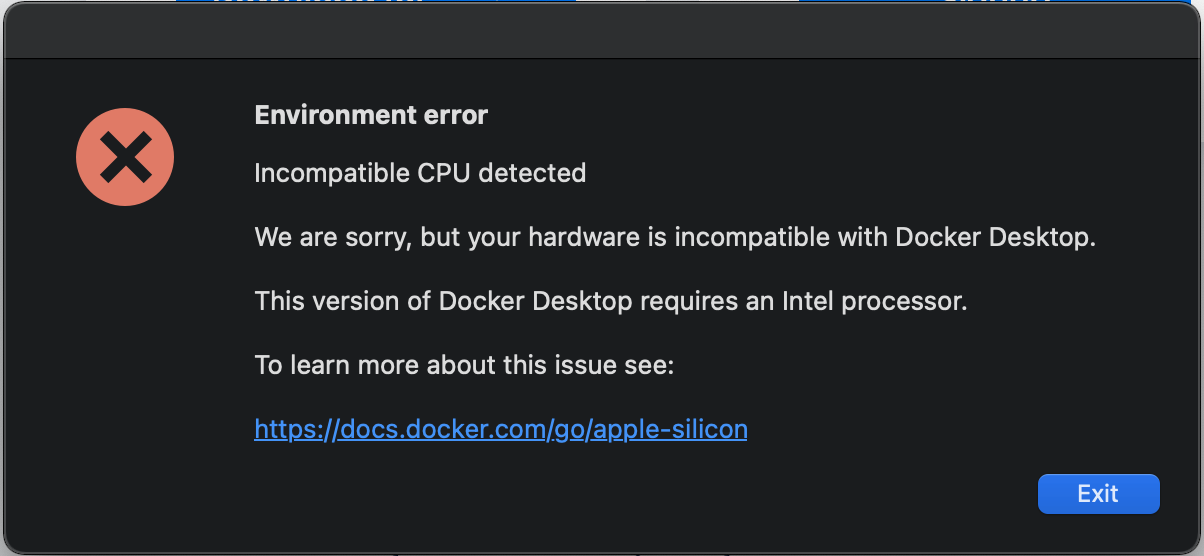 Environment error
Incompatible CPU detected
We are sorry, but your hardware is incompatible with Docker Desktop.
This version of Docker Desktop requires an Intel processor.
To learn more about this issue see:
https://docs.docker.com/go/apple-silicon
Exit